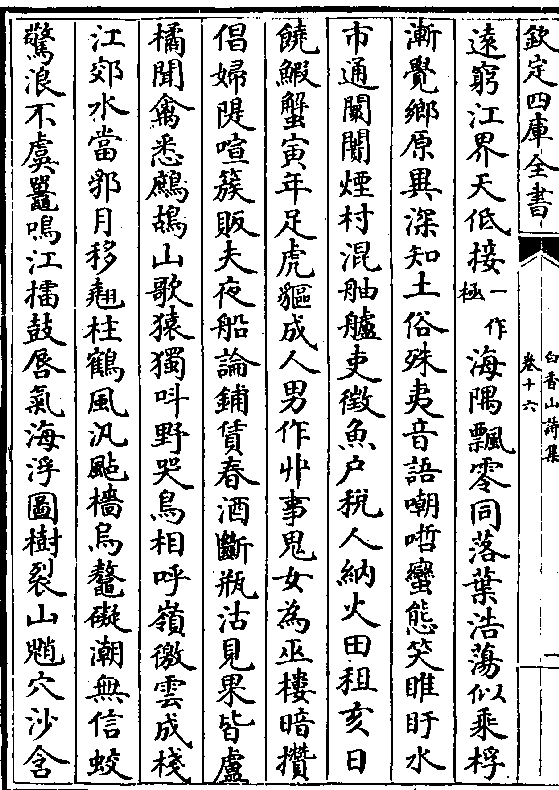 欽定四庫全書
白香山詩集
卷十六
一
遠窮江界天低接一作極海隅飄零同落葉浩蕩似乘桴
漸覺鄉原異深知土俗殊夷音語嘲哳蠻態笑睢盱水
市通闤闠煙村混舳艫吏徵魚户稅人納火田租亥日
饒鰕蟹寅年足虎貙成人男作丱事鬼女為巫樓暗攢
倡婦隄喧簇販夫夜船論鋪賃春酒斷瓶沽見果皆盧
橘聞禽悉鷓鴣山歌猿獨叫野哭鳥相呼嶺徼雲成棧
江郊水當郛月移翹柱鶴風汎颭檣烏鼇礙潮無信蛟
驚浪不虞鼉鳴江擂鼓蜃氣海浮圖樹裂山魈穴沙含